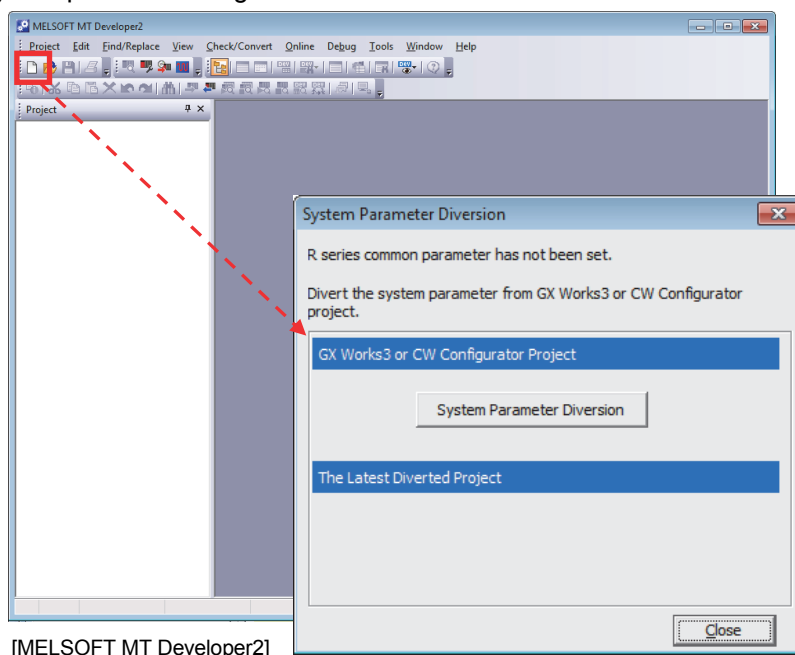 MELSOFT MT Developer2
Project Edit Find/Replace View Check/Convert Online Debug Tools Window Help
Project
System Parameter Diversion
R series common parameter has not been set.
Divert the system parameter from GX Works3 or CW Configurator
project.
GX Works3 or CW Configurator Project
System Parameter Diversion
The Latest Diverted Project
Close
[MELSOFT MT Developer2]